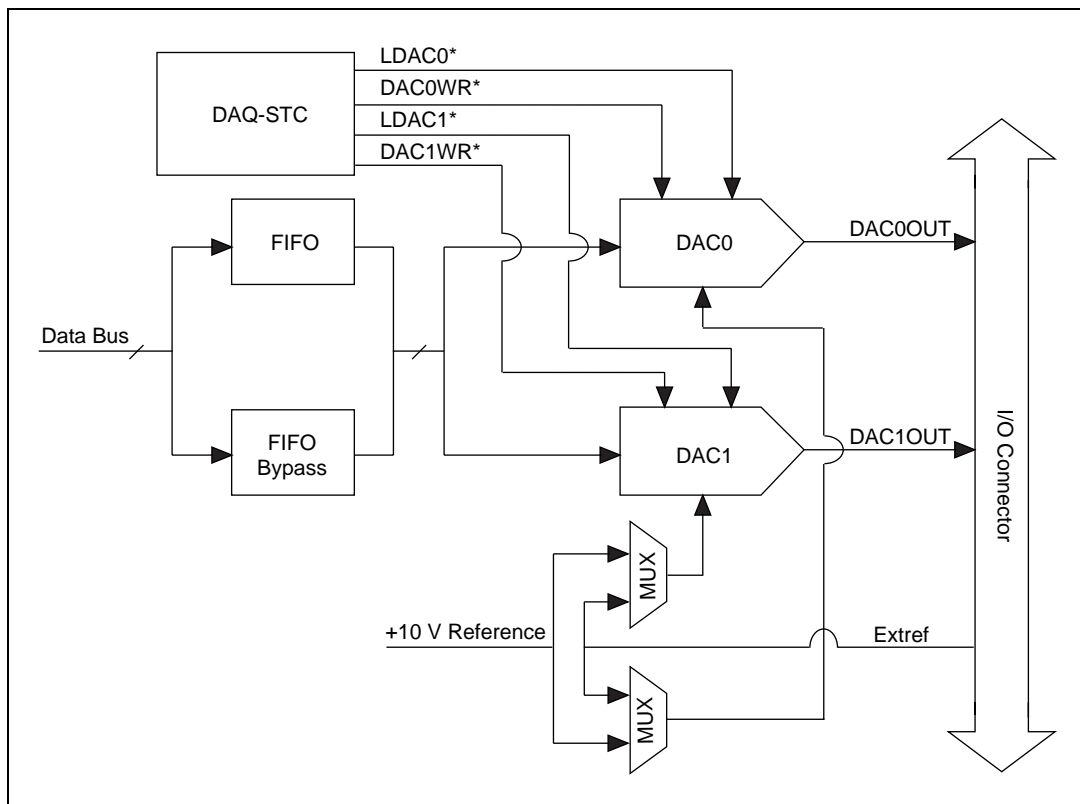 LDAC0*
DAC0WR*
DAQ-STC
LDAC1*
DAC1WR*
FIFO
DAC0
DAC0OUT
Data Bus
FIFO
Bypass
DAC1
DAC1OUT
I/O Connector
MUX
+10 V Reference
Extref
MUX